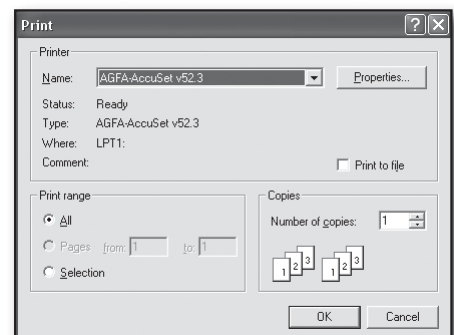 Print
Printer
Name: AGFA-AccuSet v52.3 Properties...
Status: Ready
Type: AGFA-AccuSet v52.3
Where: LPT1:
Comment: Print to file
Print range
All
Pages from: 1 to: 1
Selection
Copies
Number of copies: 1
1 2 3 1 2 3
OK Cancel